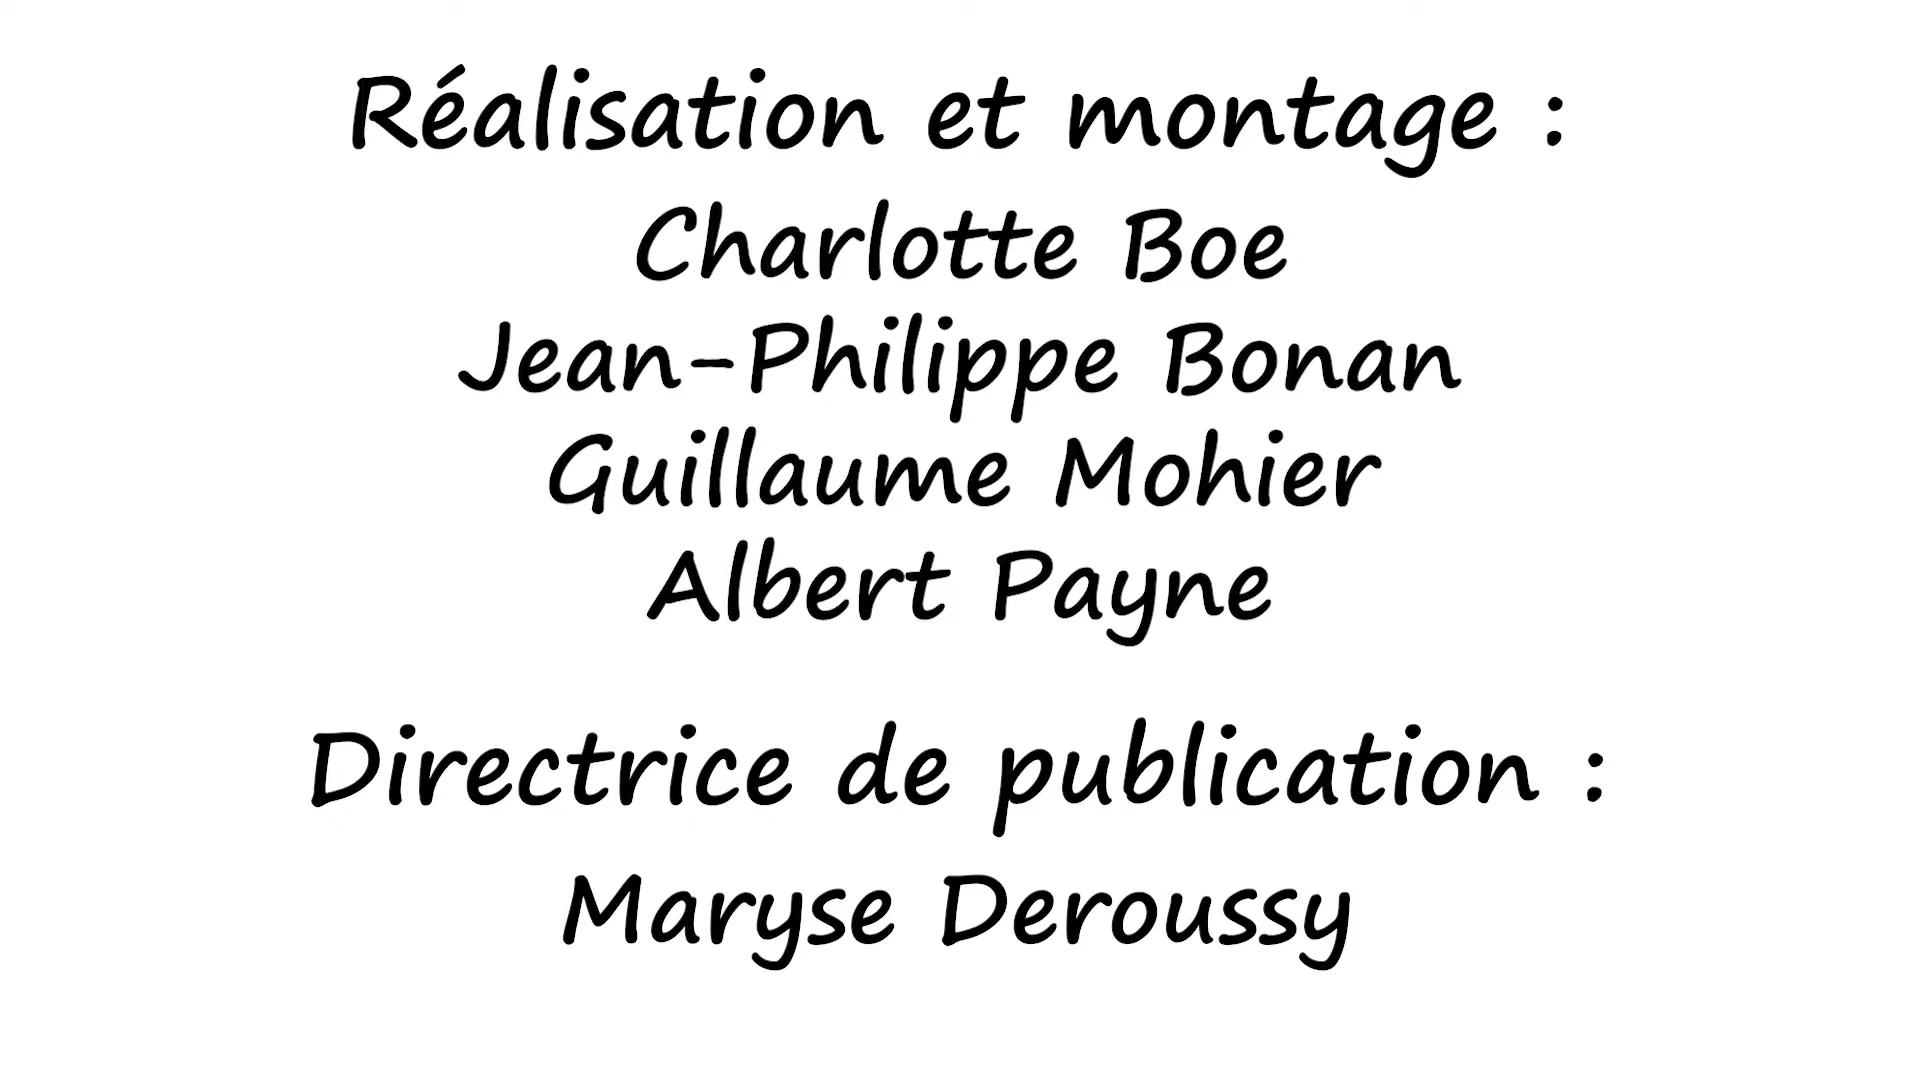 Réalisation et montage :
Charlotte Boe
Jean-Philippe Bonan
Guillaume Mohier
Albert Payne
Directrice de publication :
Maryse Deroussy